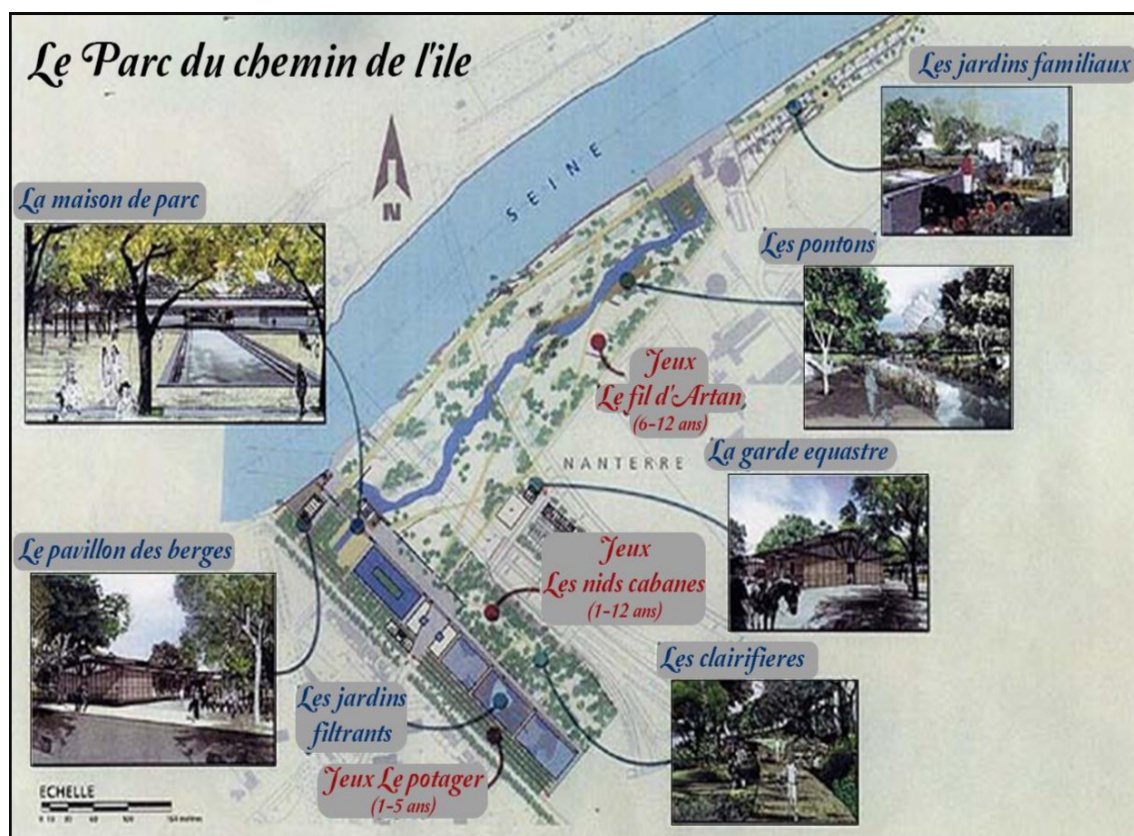 Le Parc du chemin de l'ile
Les jardins familiaux
La maison de parc
N
SEINE
Les pontons
Jeux
Le fil d'Artan
(6-12 ans)
La garde equastre
NANTERRE
Le pavillon des berges
Jeux
Les nids cabanes
(1-12 ans)
Les clairifieres
Les jardins
filtrants
Jeux Le potager
(1-5 ans)
ECHELLE